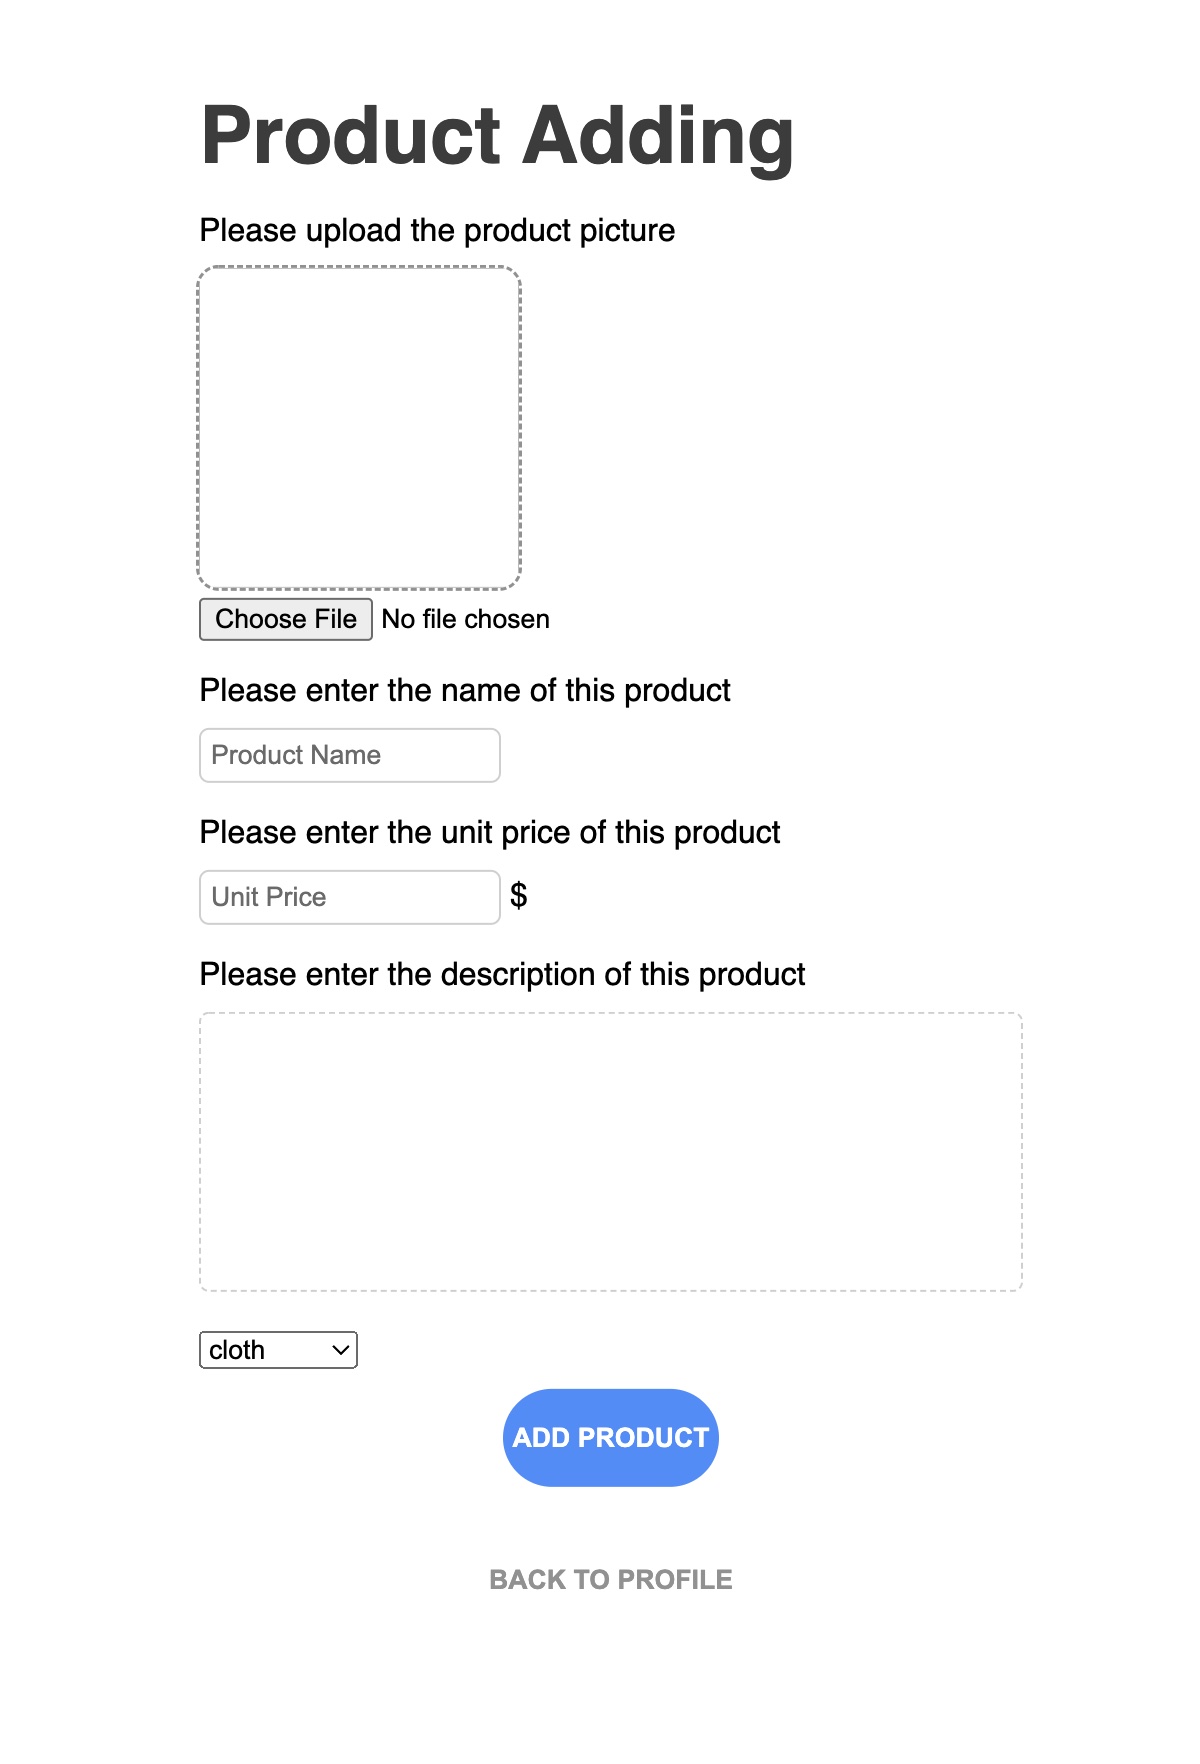 Product Adding
Please upload the product picture
Choose File No file chosen
Please enter the name of this product
Product Name
Please enter the unit price of this product
Unit Price $
Please enter the description of this product
cloth
ADD PRODUCT
BACK TO PROFILE